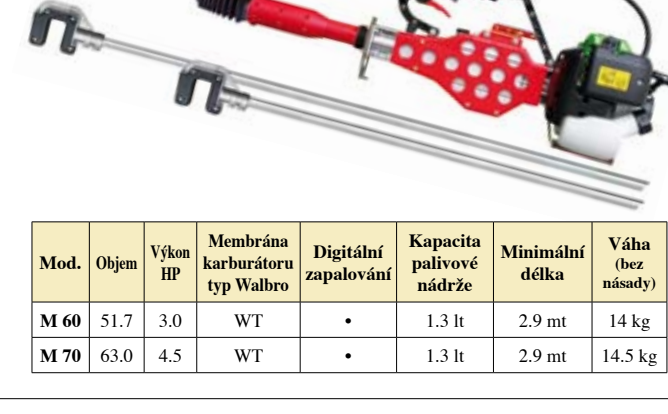 Mod. Objem Výkon HP Membrána karburátoru typ Walbro Digitální zapalování Kapacita palivové nádrže Minimální délka Váha (bez násady)
M 60 51.7 3.0 WT • 1.3 lt 2.9 mt 14 kg
M 70 63.0 4.5 WT • 1.3 lt 2.9 mt 14.5 kg